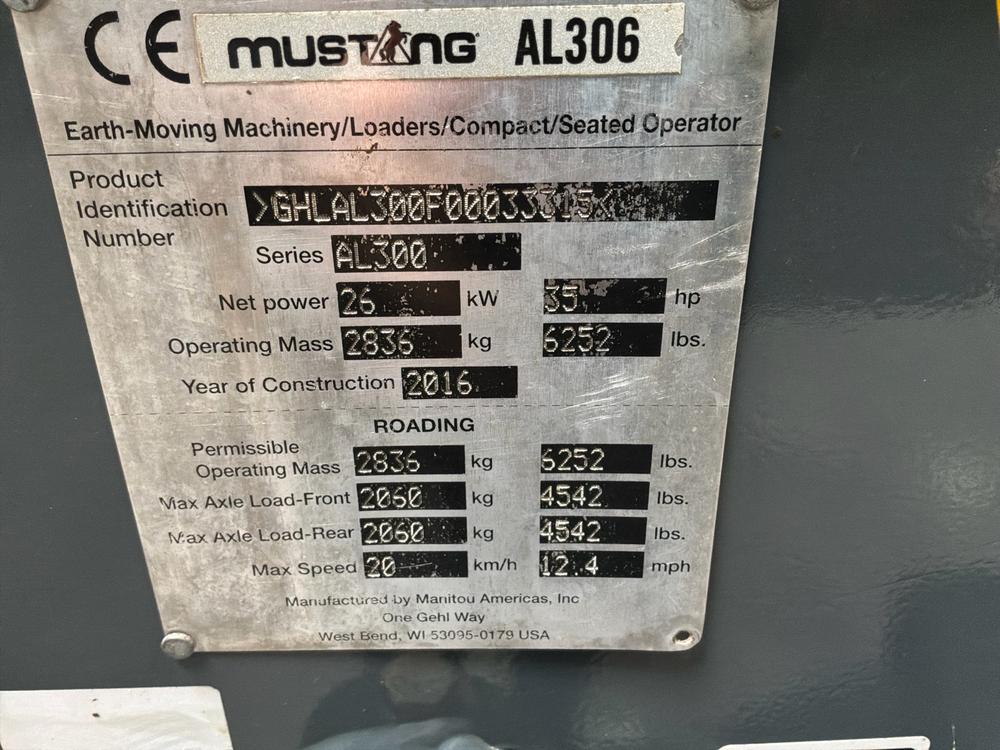 CE MUSTANG AL306
Earth-Moving Machinery/Loaders/Compact/Seated Operator
Product
Identification
Number
>GHLAL300F00033315<
Series AL300
Net power 26 kW 35 hp
Operating Mass 2836 kg 6252 lbs.
Year of Construction 2016
ROADING
Permissible
Operating Mass 2836 kg 6252 lbs.
Max Axle Load-Front 2060 kg 4542 lbs.
Max Axle Load-Rear 2060 kg 4542 lbs.
Max Speed 20 km/h 12.4 mph
Manufactured by Manitou Americas, Inc
One Gehl Way
West Bend, WI 53095-0179 USA